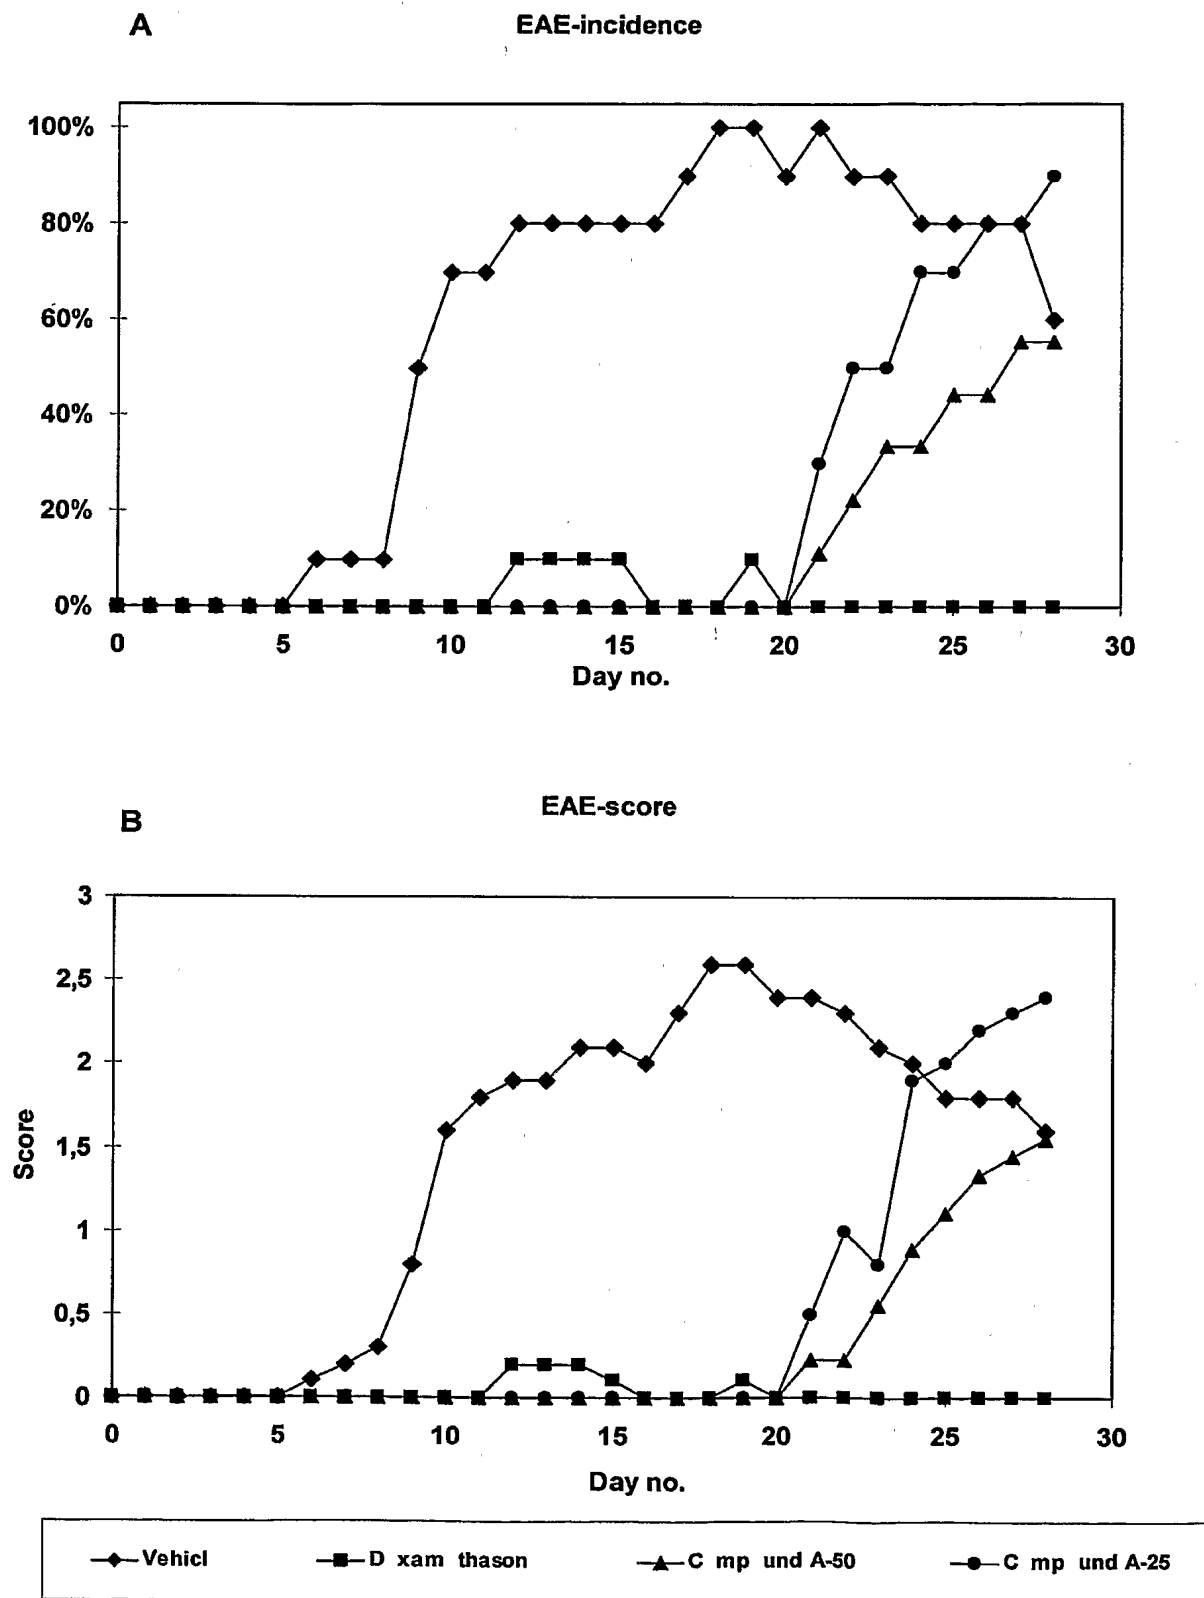 A
EAE-incidence
100%
80%
60%
40%
20%
0%
0 5 10 15 20 25 30
Day no.
B
EAE-score
3
2,5
2
1,5
1
0,5
0
Score
0 5 10 15 20 25 30
Day no.
Vehicl D xam thason C mp und A-50 C mp und A-25